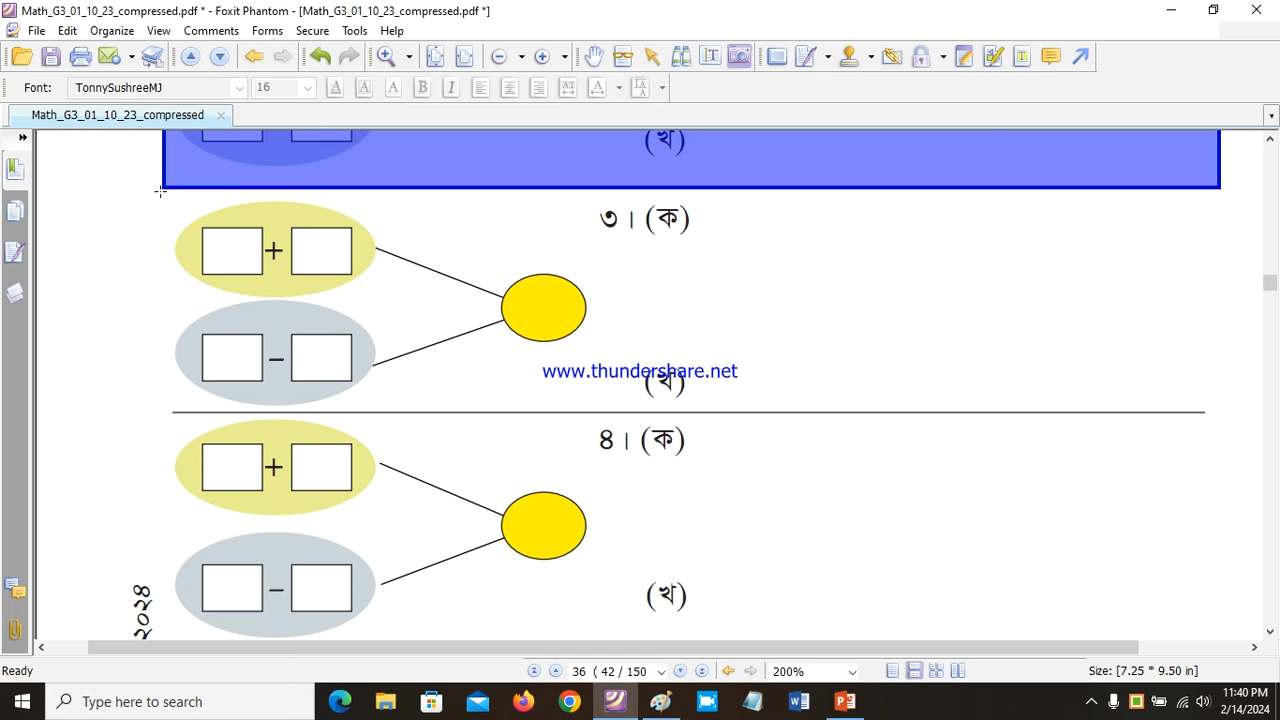 Math_G3_01_10_23_compressed.pdf * - Foxit Phantom - [Math_G3_01_10_23_compressed.pdf *]
File Edit Organize View Comments Forms Secure Tools Help
Font: TonnySushreeMJ 16
Math_G3_01_10_23_compressed
(খ)
৩। (ক)
+
−
www.thundershare.net
(খ)
৪। (ক)
+
−
(খ)
২০২৪
Ready 36 ( 42 / 150 200% Size: [7.25 * 9.50 in]
Type here to search
11:40 PM
2/14/2024